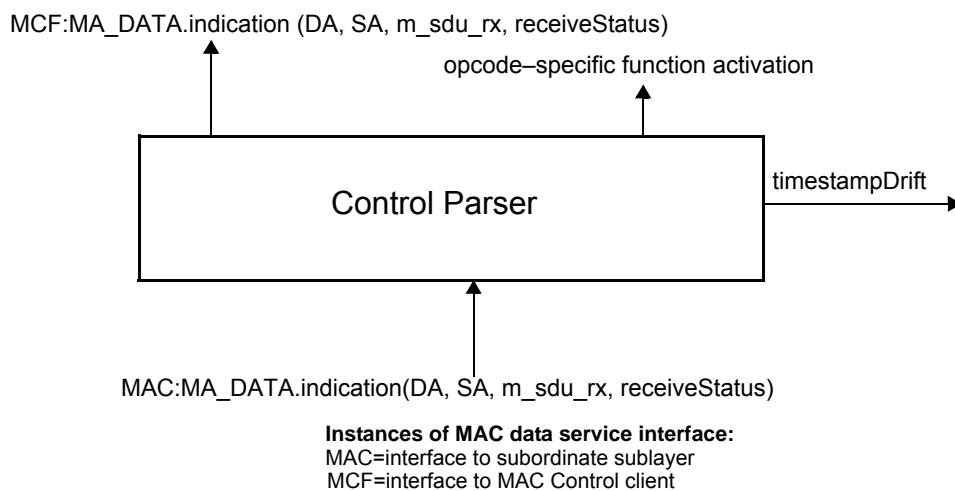 MCF:MA_DATA.indication (DA, SA, m_sdu_rx, receiveStatus)
opcode–specific function activation
timestampDrift
Control Parser
MAC:MA_DATA.indication(DA, SA, m_sdu_rx, receiveStatus)
Instances of MAC data service interface:
MAC=interface to subordinate sublayer
MCF=interface to MAC Control client